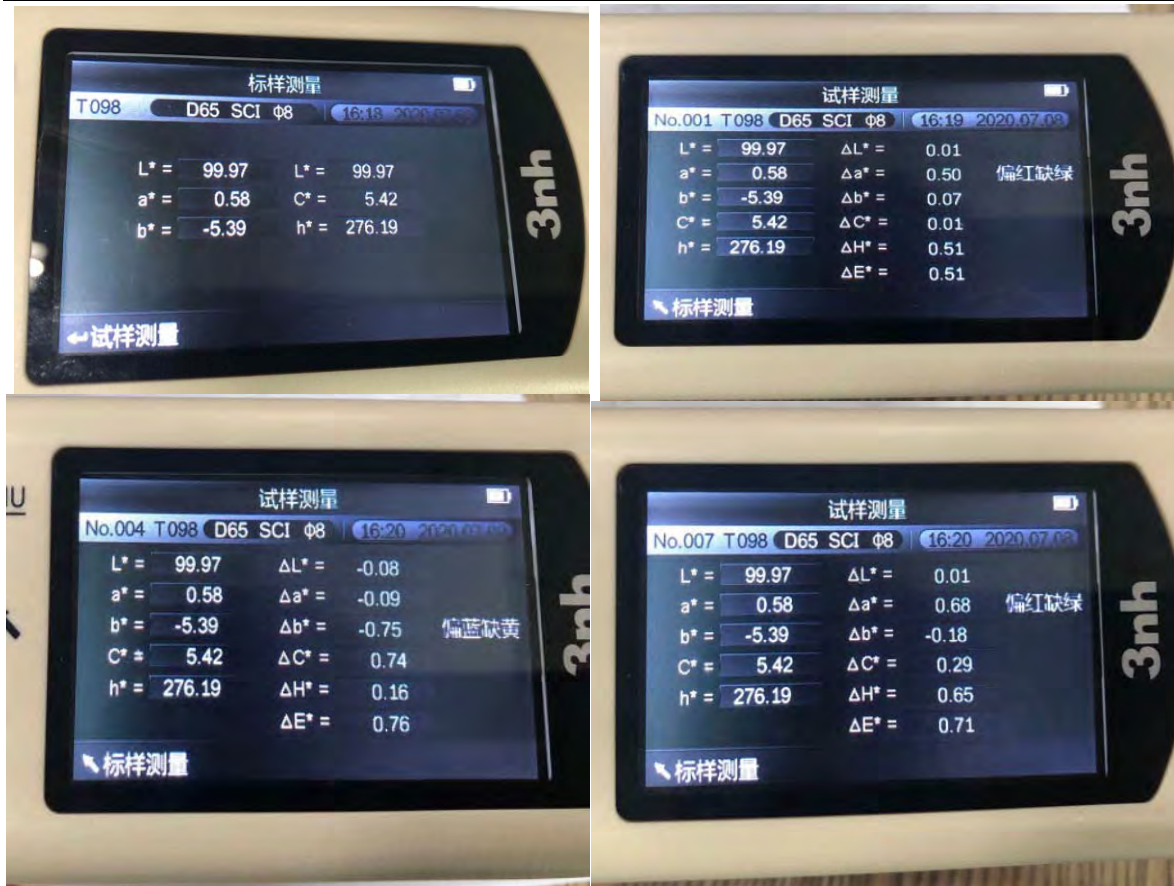 标样测量
T098 D65 SCI Φ8 16:18
L* = 99.97 L* = 99.97
a* = 0.58 C* = 5.42
b* = -5.39 h* = 276.19
试样测量
3nh
试样测量
No.001 T098 D65 SCI Φ8 16:19 2020.07.08
L* = 99.97 ΔL* = 0.01
a* = 0.58 Δa* = 0.50 偏红缺绿
b* = -5.39 Δb* = 0.07
C* = 5.42 ΔC* = 0.01
h* = 276.19 ΔH* = 0.51
ΔE* = 0.51
标样测量
3nh
试样测量
No.004 T098 D65 SCI Φ8 16:20
L* = 99.97 ΔL* = -0.08
a* = 0.58 Δa* = -0.09
b* = -5.39 Δb* = -0.75 偏蓝缺黄
C* = 5.42 ΔC* = 0.74
h* = 276.19 ΔH* = 0.16
ΔE* = 0.76
标样测量
3nh
试样测量
No.007 T098 D65 SCI Φ8 16:20 2020.07.08
L* = 99.97 ΔL* = 0.01
a* = 0.58 Δa* = 0.68 偏红缺绿
b* = -5.39 Δb* = -0.18
C* = 5.42 ΔC* = 0.29
h* = 276.19 ΔH* = 0.65
ΔE* = 0.71
标样测量
3nh